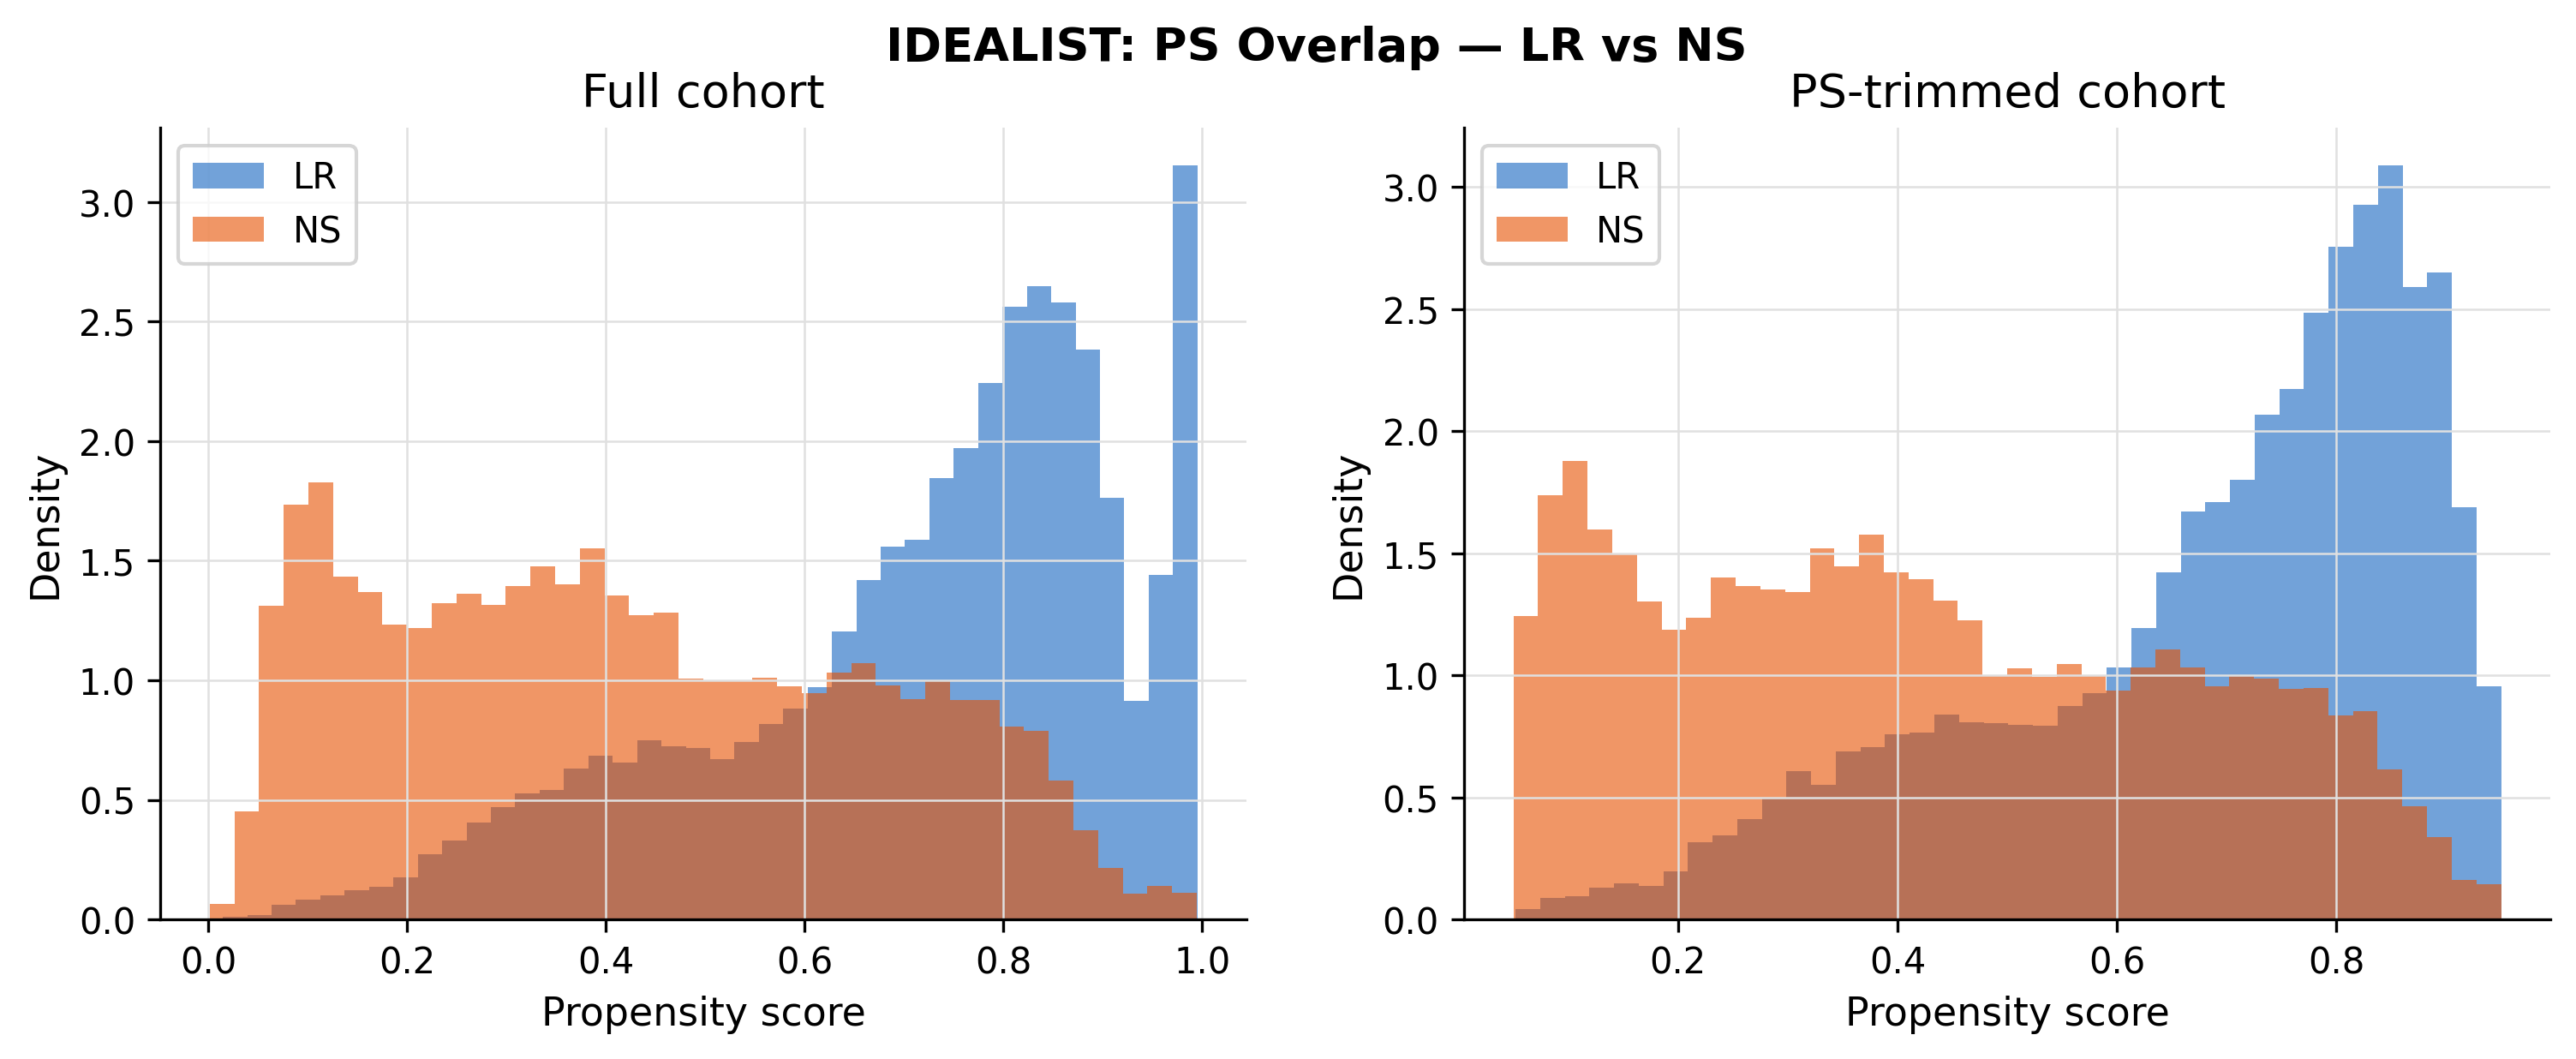 IDEALIST: PS Overlap — LR vs NS
Full cohort
LR
NS
3.0
2.5
2.0
1.5
1.0
0.5
0.0
Density
0.0 0.2 0.4 0.6 0.8 1.0
Propensity score
PS-trimmed cohort
LR
NS
3.0
2.5
2.0
1.5
1.0
0.5
0.0
Density
0.2 0.4 0.6 0.8
Propensity score